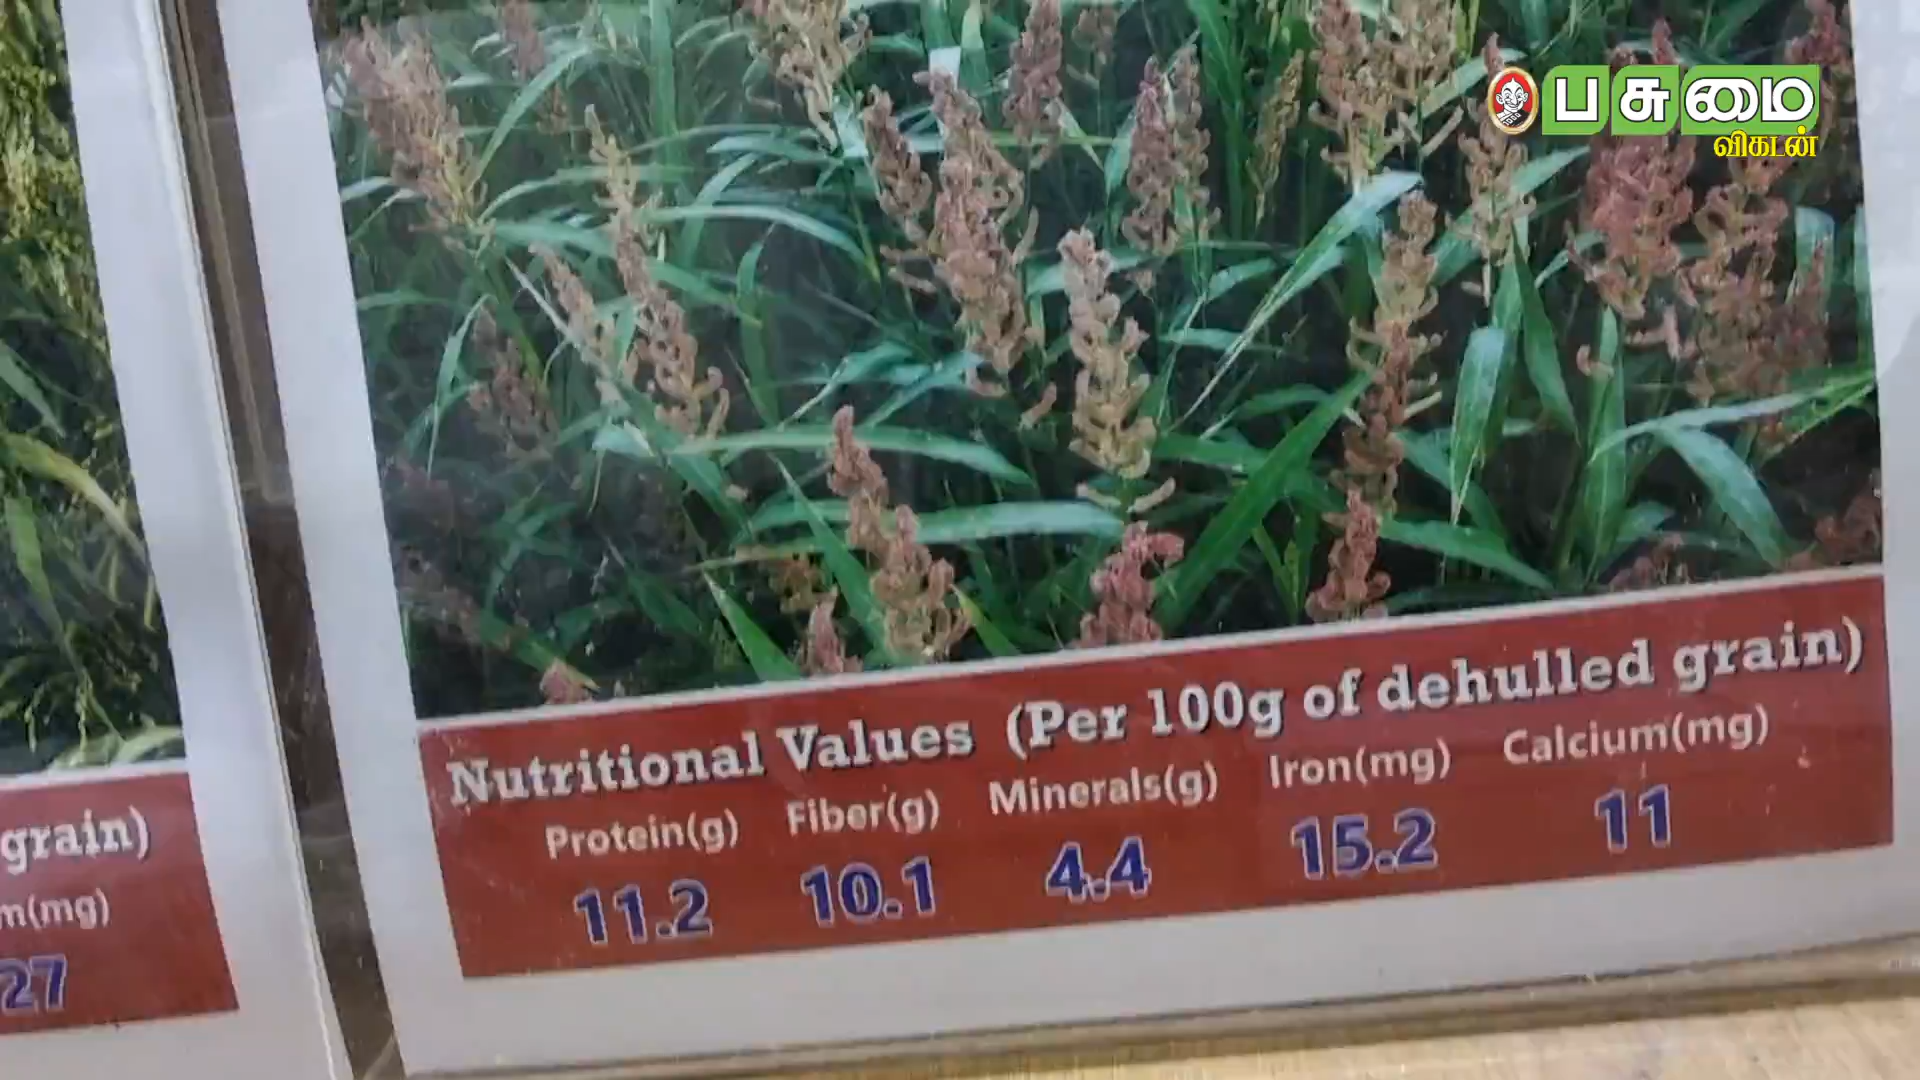 பசுமை
விகடன்
Nutritional Values (Per 100g of dehulled grain)
Protein(g) Fiber(g) Minerals(g) Iron(mg) Calcium(mg)
11.2 10.1 4.4 15.2 11
grain)
m(mg)
27